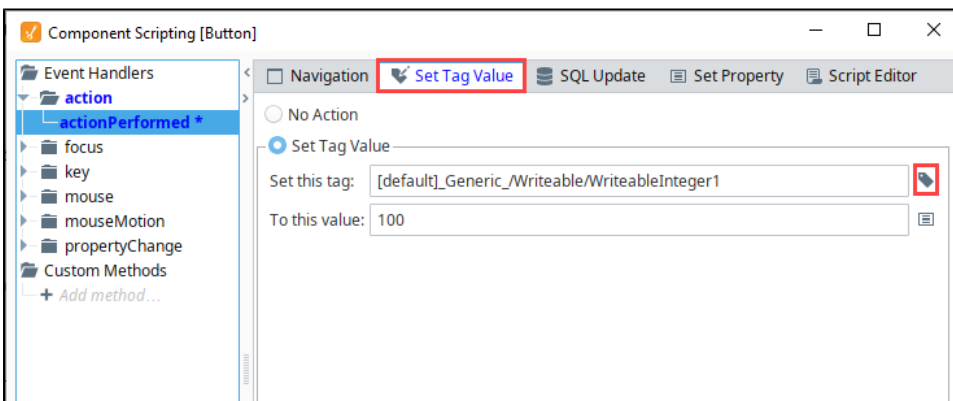 Component Scripting [Button]
Event Handlers
action
actionPerformed *
focus
key
mouse
mouseMotion
propertyChange
Custom Methods
Add method...
Navigation Set Tag Value SQL Update Set Property Script Editor
No Action
Set Tag Value
Set this tag: [default]_Generic_/Writeable/WriteableInteger1
To this value: 100